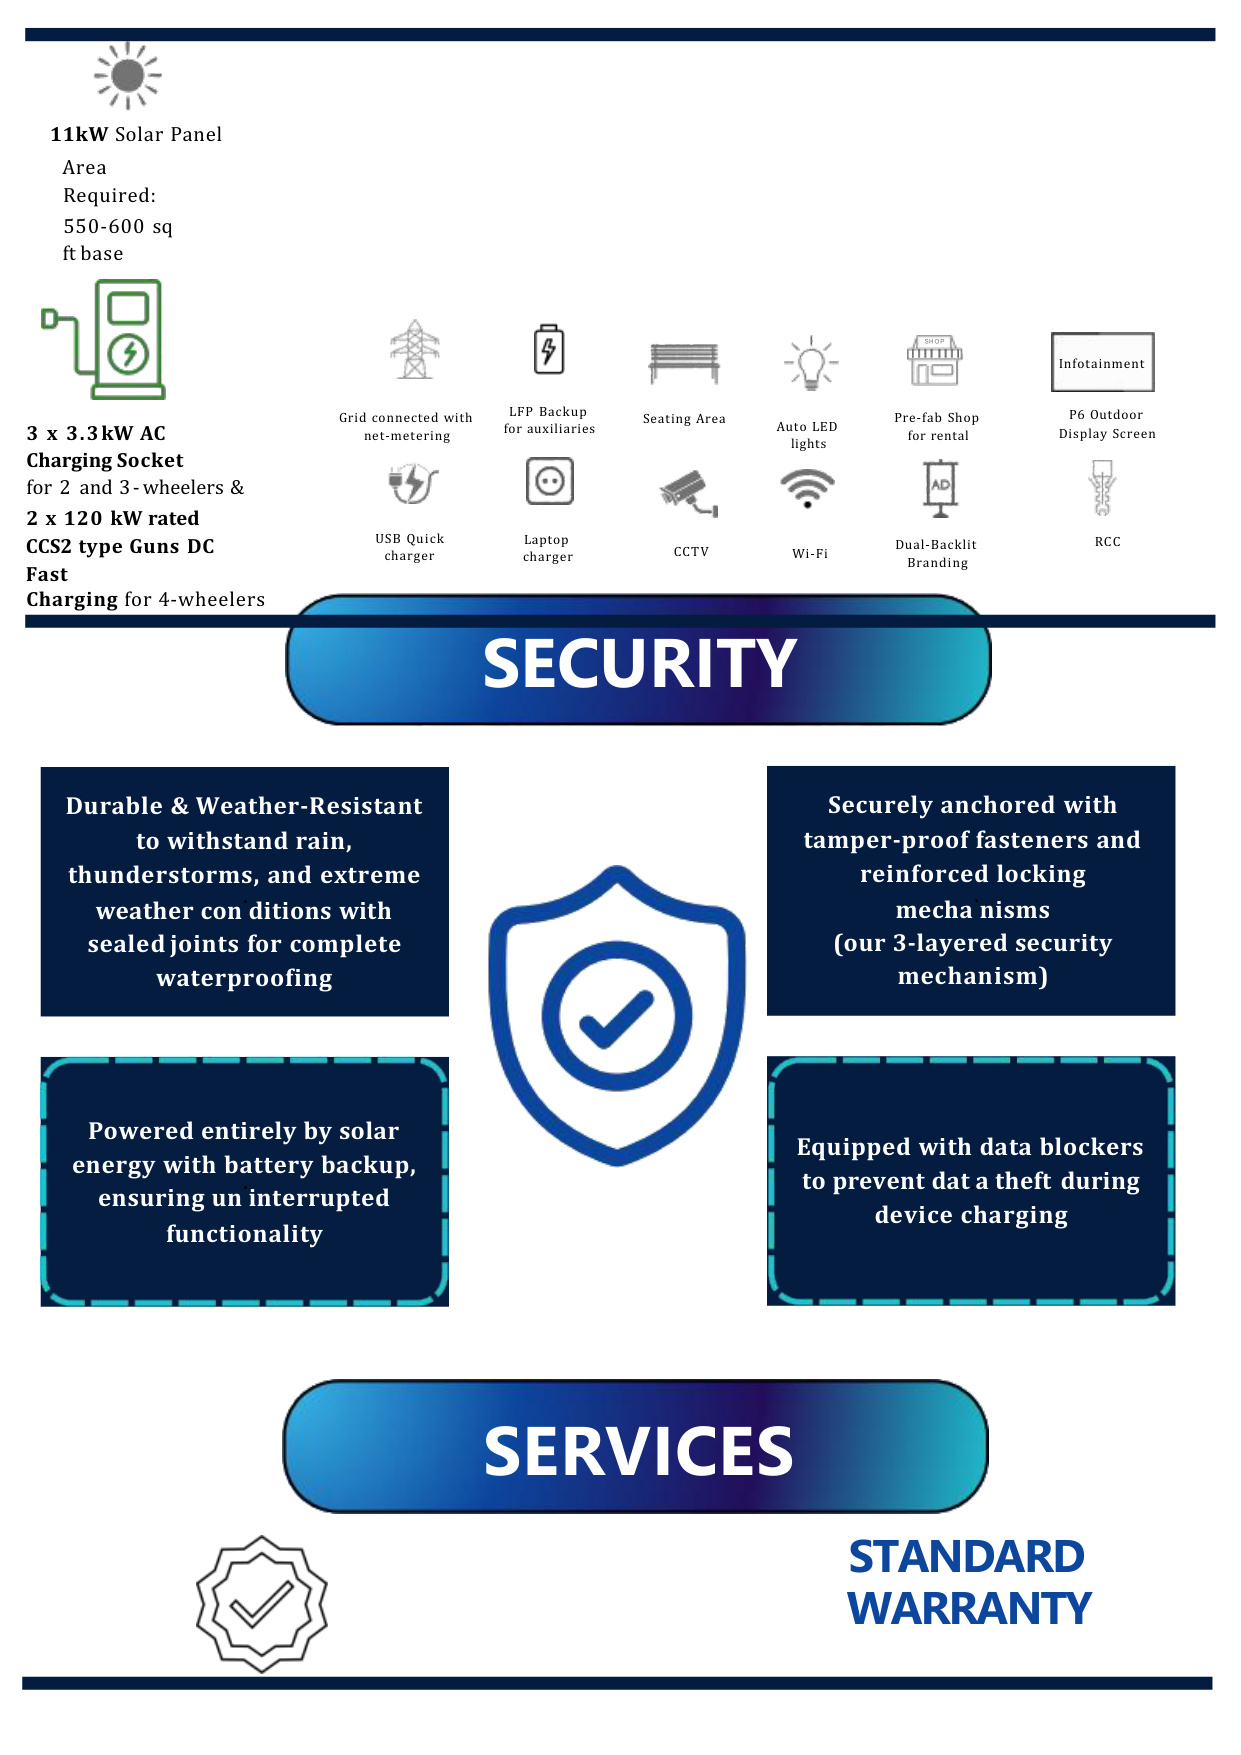 11kW Solar Panel
Area
Required:
550-600 sq
ft base
3 x 3.3kW AC
Charging Socket
for 2 and 3-wheelers &
2 x 120 kW rated
CCS2 type Guns DC
Fast
Charging for 4-wheelers
Grid connected with
net-metering
LFP Backup
for auxiliaries
Seating Area
Auto LED
lights
SHOP
Pre-fab Shop
for rental
Infotainment
P6 Outdoor
Display Screen
USB Quick
charger
Laptop
charger
CCTV
Wi-Fi
AD
Dual-Backlit
Branding
RCC
SECURITY
Durable & Weather-Resistant
to withstand rain,
thunderstorms, and extreme
weather con ditions with
sealed joints for complete
waterproofing
Securely anchored with
tamper-proof fasteners and
reinforced locking
mecha nisms
(our 3-layered security
mechanism)
Powered entirely by solar
energy with battery backup,
ensuring un interrupted
functionality
Equipped with data blockers
to prevent dat a theft during
device charging
SERVICES
STANDARD
WARRANTY